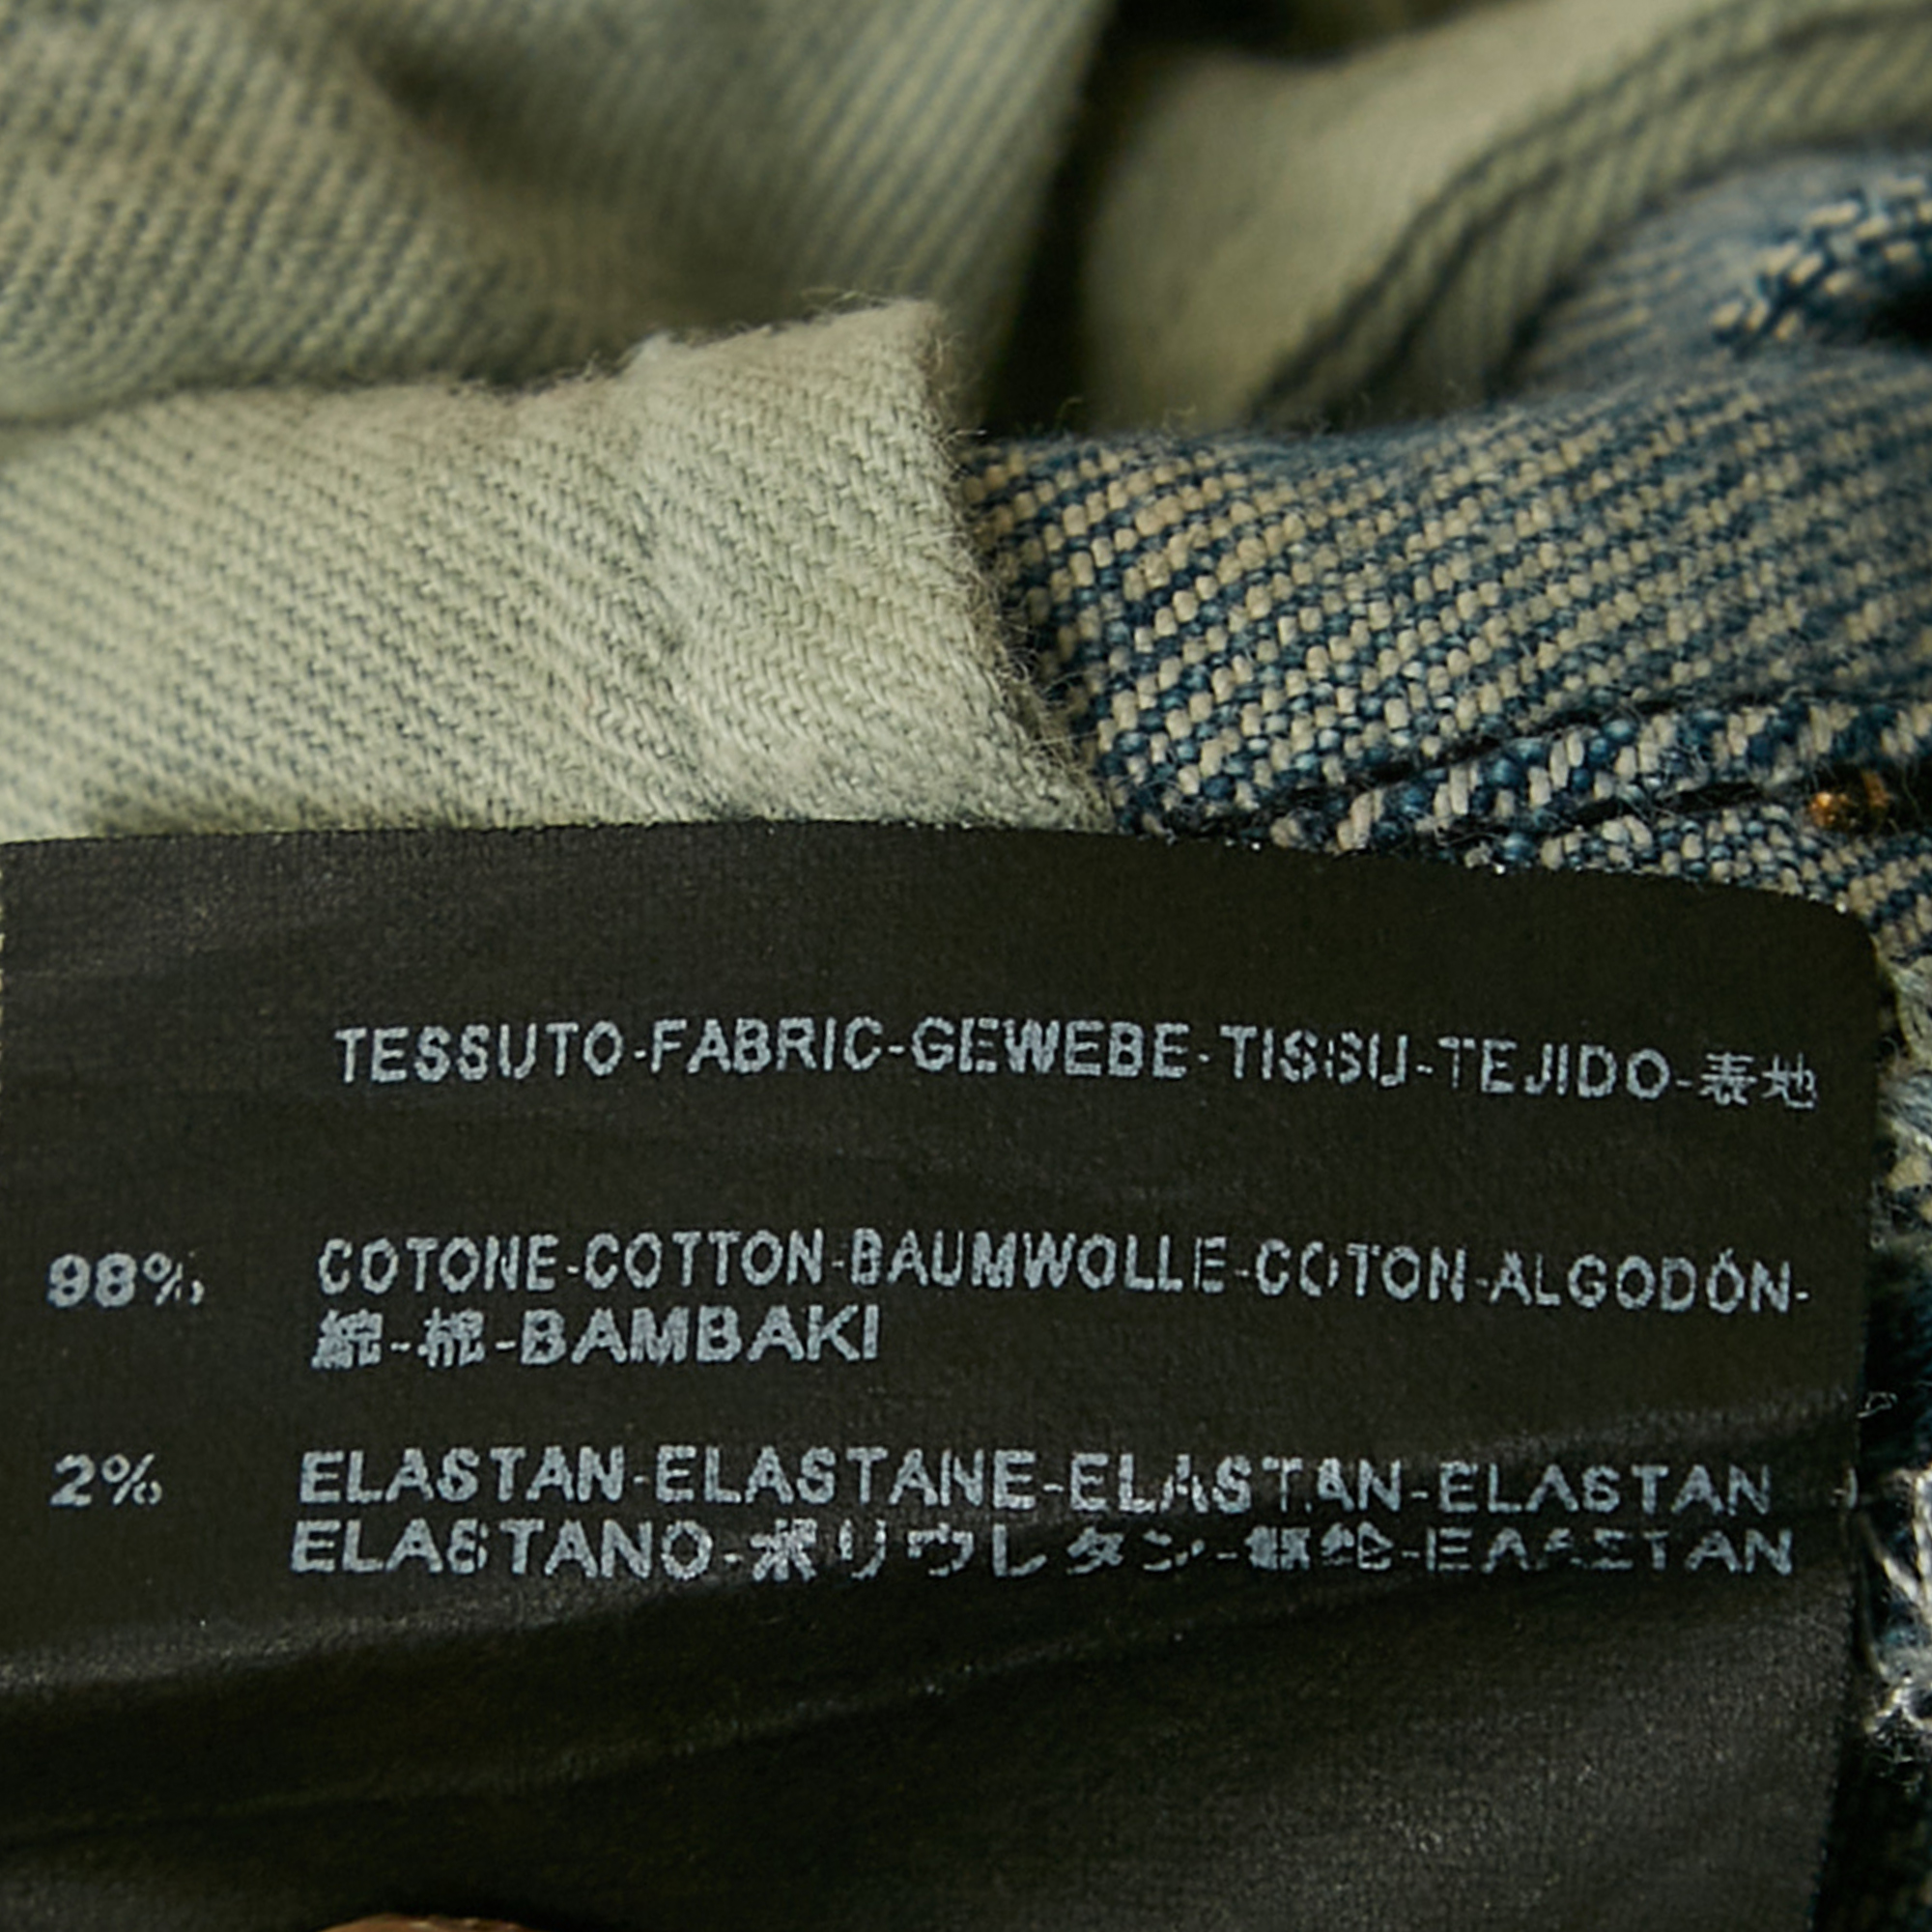 TESSUTO-FABRIC-GEWEBE-TISSU-TEJIDO-表地
98% COTONE-COTTON-BAUMWOLLE-COTON-ALGODÓN-
綿-棉-BAMBAKI
2% ELASTAN-ELASTANE-ELASTAN-ELASTAN
ELASTANO-ポリウレタン-